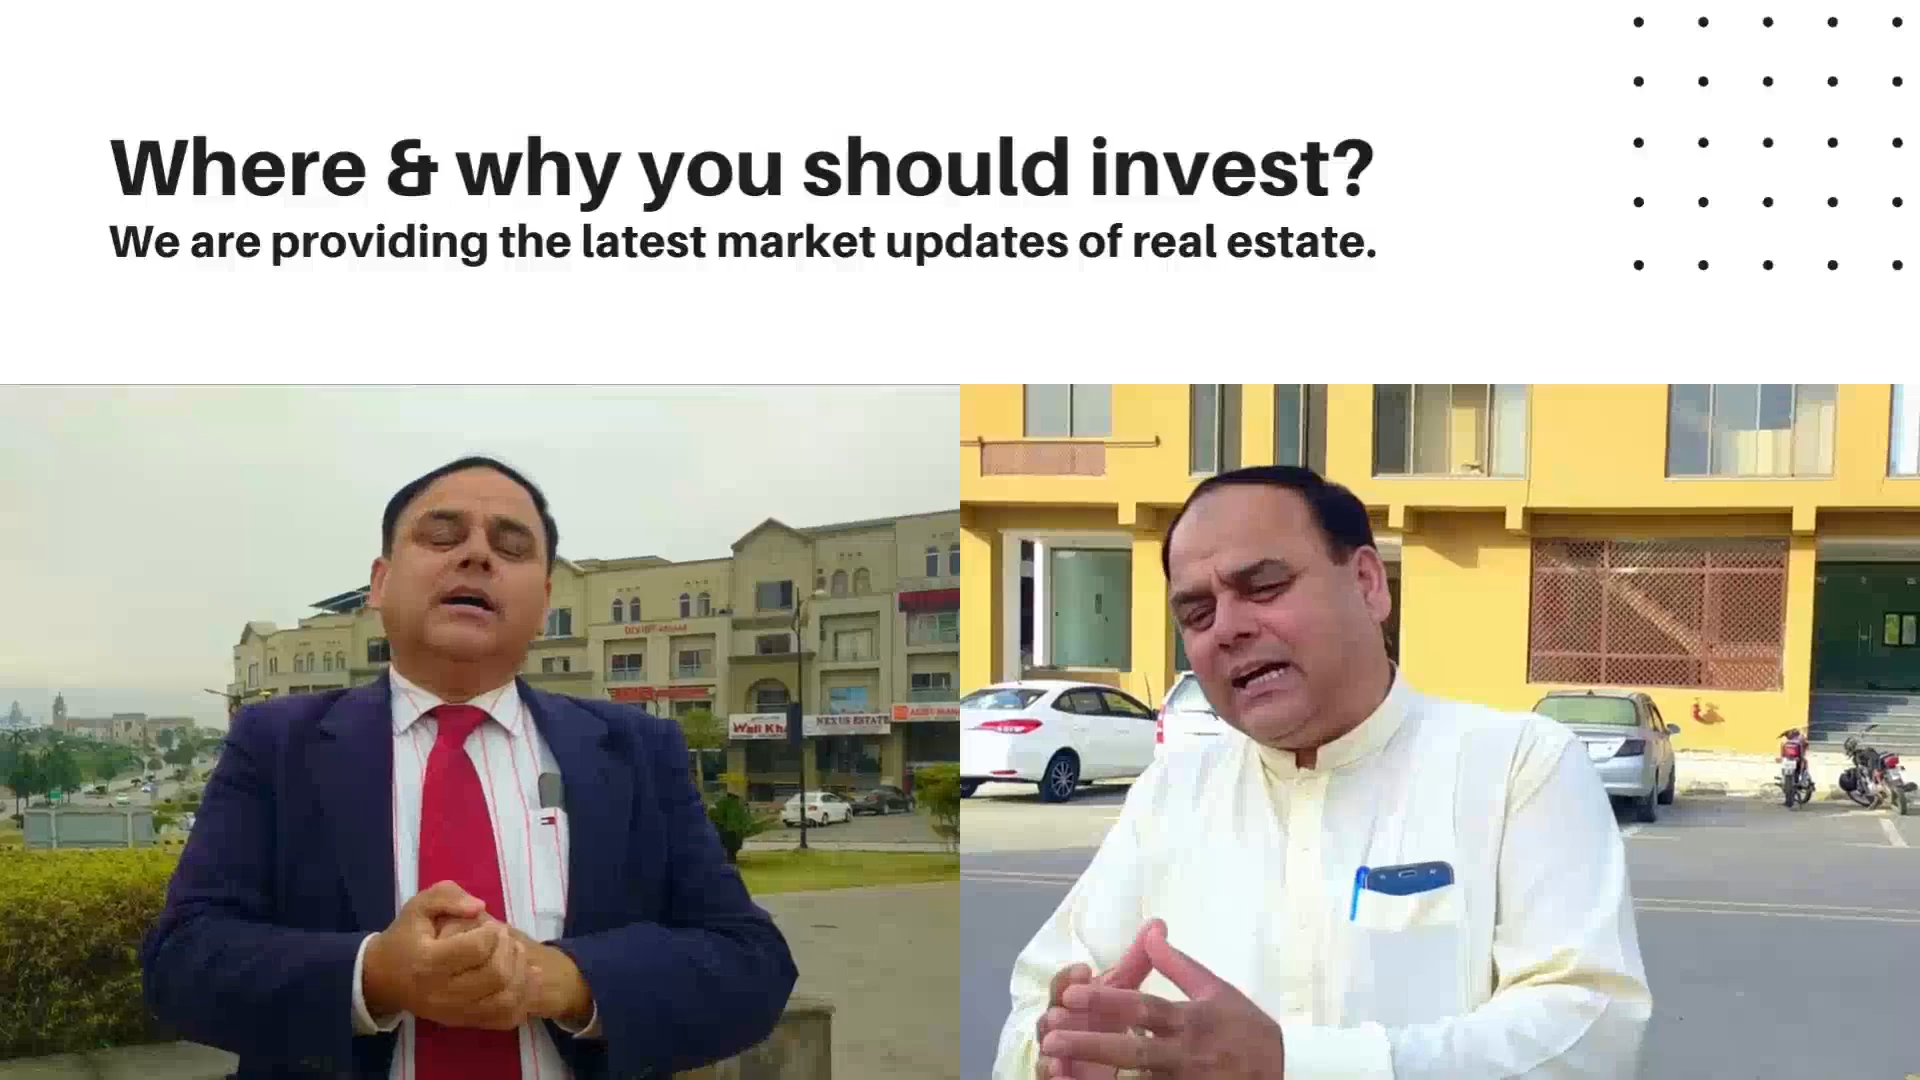 Where & why you should invest?
We are providing the latest market updates of real estate.
NEXUS ESTATE